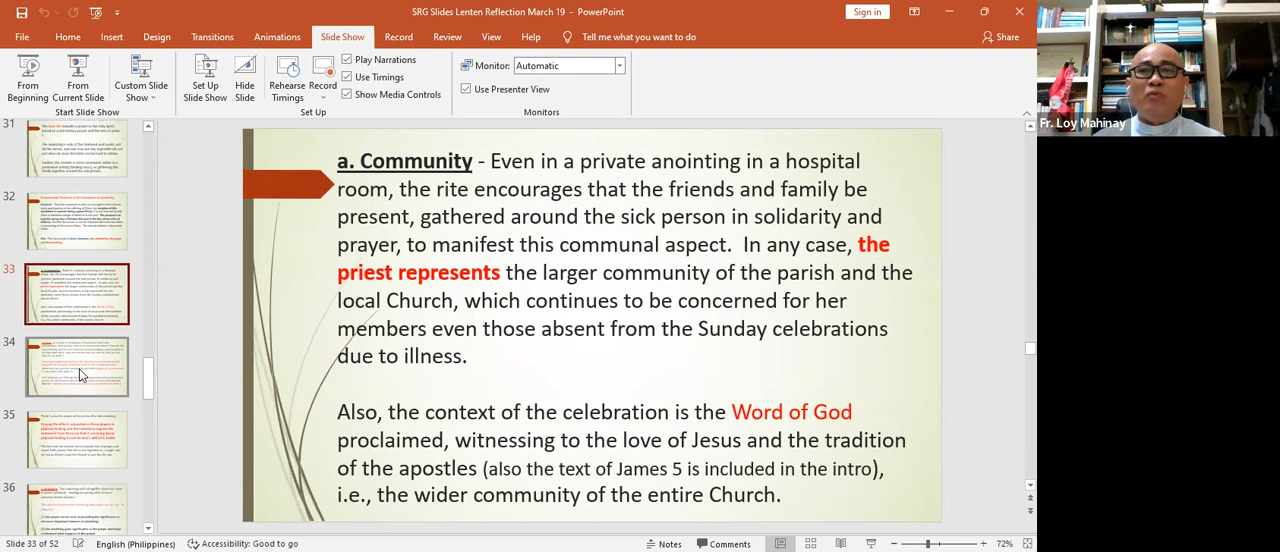 SRG Slides Lenten Reflection March 19 - PowerPoint
Sign in
File Home Insert Design Transitions Animations Slide Show Record Review View Help Tell me what you want to do Share
From Beginning
From Current Slide
Custom Slide Show
Start Slide Show
Set Up Slide Show
Hide Slide
Rehearse Timings
Record
Play Narrations
Use Timings
Show Media Controls
Set Up
Monitor: Automatic
Use Presenter View
Monitors
Fr. Loy Mahinay
31
32
33
34
35
36
a. Community - Even in a private anointing in a hospital
room, the rite encourages that the friends and family be
present, gathered around the sick person in solidarity and
prayer, to manifest this communal aspect. In any case, the
priest represents the larger community of the parish and the
local Church, which continues to be concerned for her
members even those absent from the Sunday celebrations
due to illness.
Also, the context of the celebration is the Word of God
proclaimed, witnessing to the love of Jesus and the tradition
of the apostles (also the text of James 5 is included in the intro),
i.e., the wider community of the entire Church.
Slide 33 of 52 English (Philippines) Accessibility: Good to go Notes Comments 72%